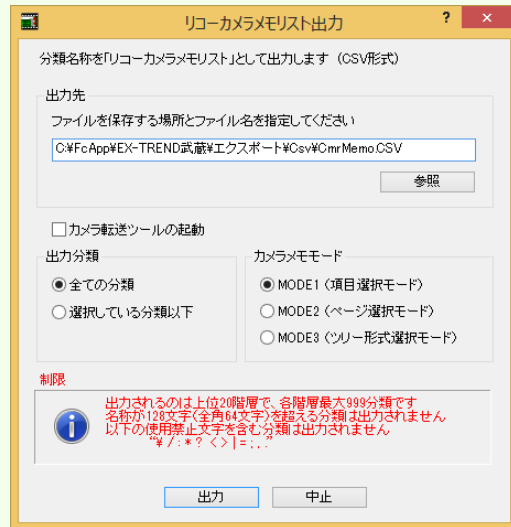 リコーカメラメモリスト出力
? ×
分類名称を「リコーカメラメモリスト」として出力します (CSV形式)
出力先
ファイルを保存する場所とファイル名を指定してください
C:¥FcApp¥EX-TREND武蔵¥エクスポート¥Csv¥CmrMemo.CSV
参照
カメラ転送ツールの起動
出力分類
全ての分類
選択している分類以下
カメラメモモード
MODE1 (項目選択モード)
MODE2 (ページ選択モード)
MODE3 (ツリー形式選択モード)
制限
出力されるのは上位20階層で、各階層最大999分類です
名称が128文字(全角64文字)を超える分類は出力されません
以下の使用禁止文字を含む分類は出力されません
"¥ / : * ? < > | = ; , ."
出力
中止